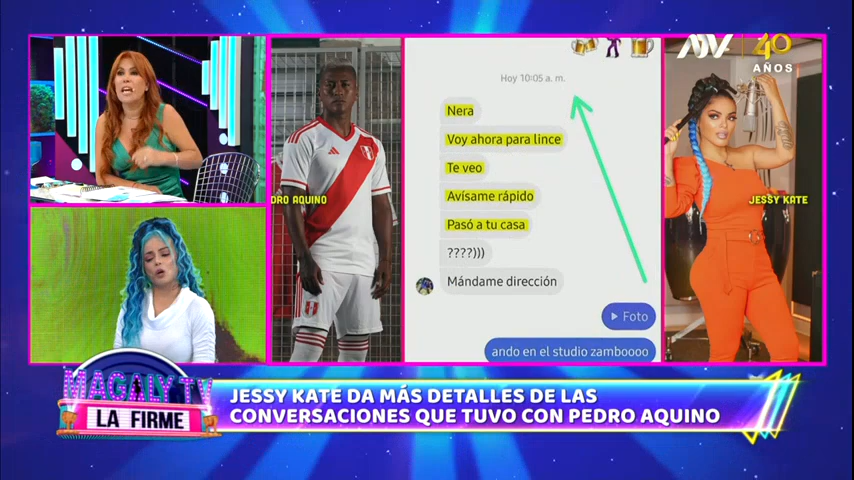 ATV
40
AÑOS
Hoy 10:05 a. m.
Nera
Voy ahora para lince
Te veo
Avísame rápido
Pasó a tu casa
????)))
Mándame dirección
Foto
ando en el studio zamboooo
DRO AQUINO
JESSY KATE
MAGALY TV
LA FIRME
JESSY KATE DA MÁS DETALLES DE LAS
CONVERSACIONES QUE TUVO CON PEDRO AQUINO